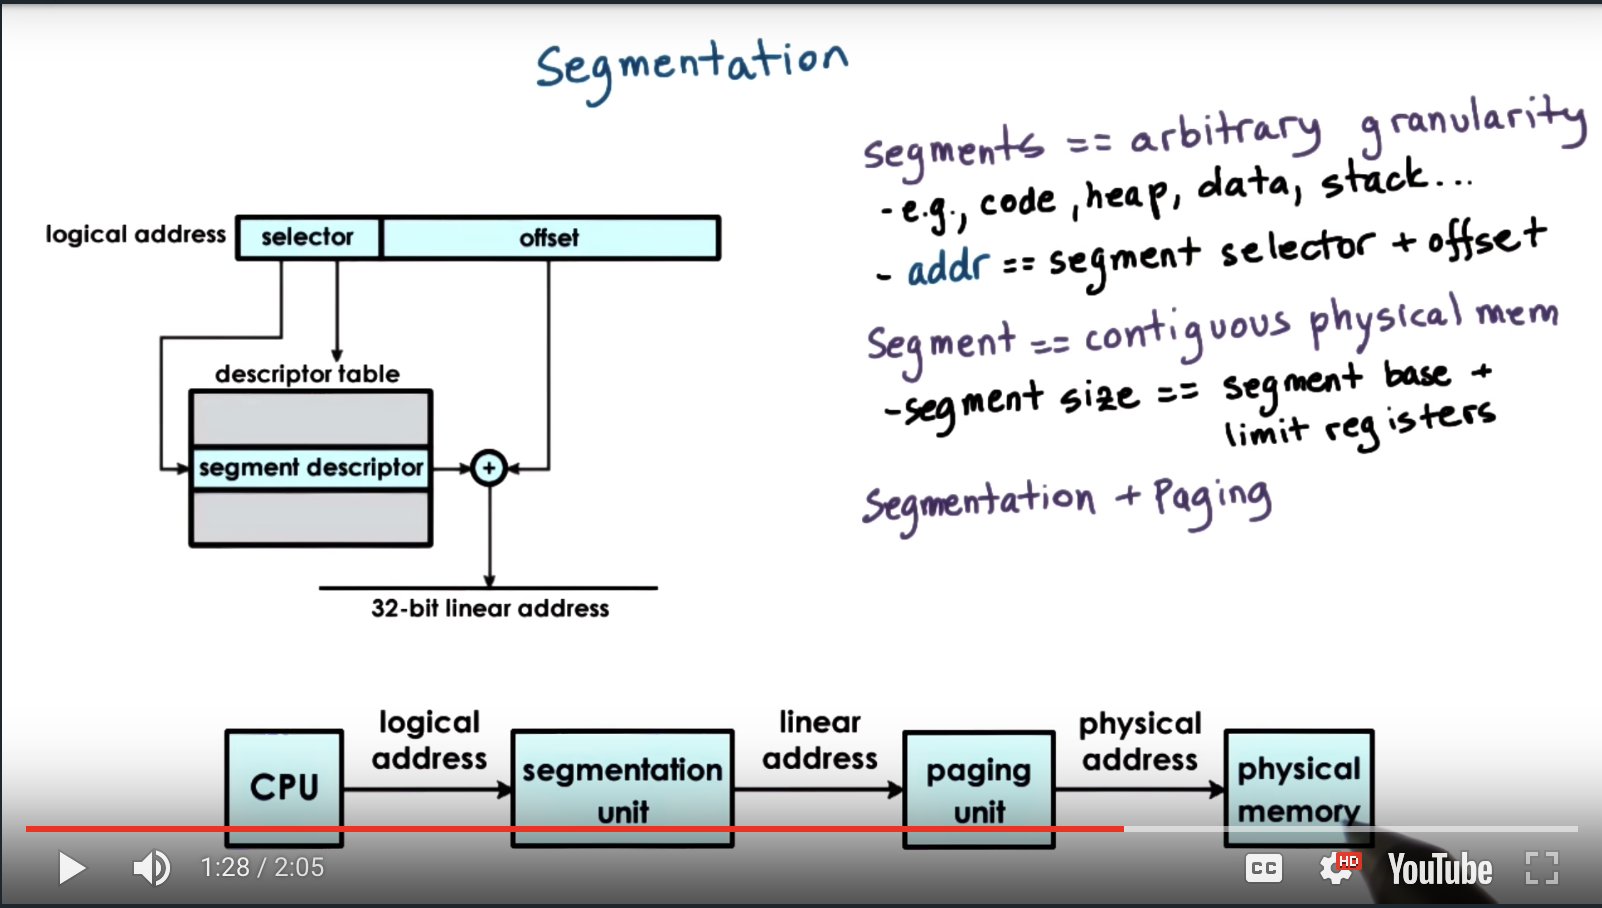 Segmentation
segments == arbitrary granularity
- e.g., code, heap, data, stack...
- addr == segment selector + offset
Segment == contiguous physical mem
- segment size == segment base +
limit registers
Segmentation + Paging
logical address
selector
offset
descriptor table
segment descriptor
+
32-bit linear address
CPU
logical
address
segmentation
unit
linear
address
paging
unit
physical
address
physical
memory
1:28 / 2:05
CC
HD
YouTube